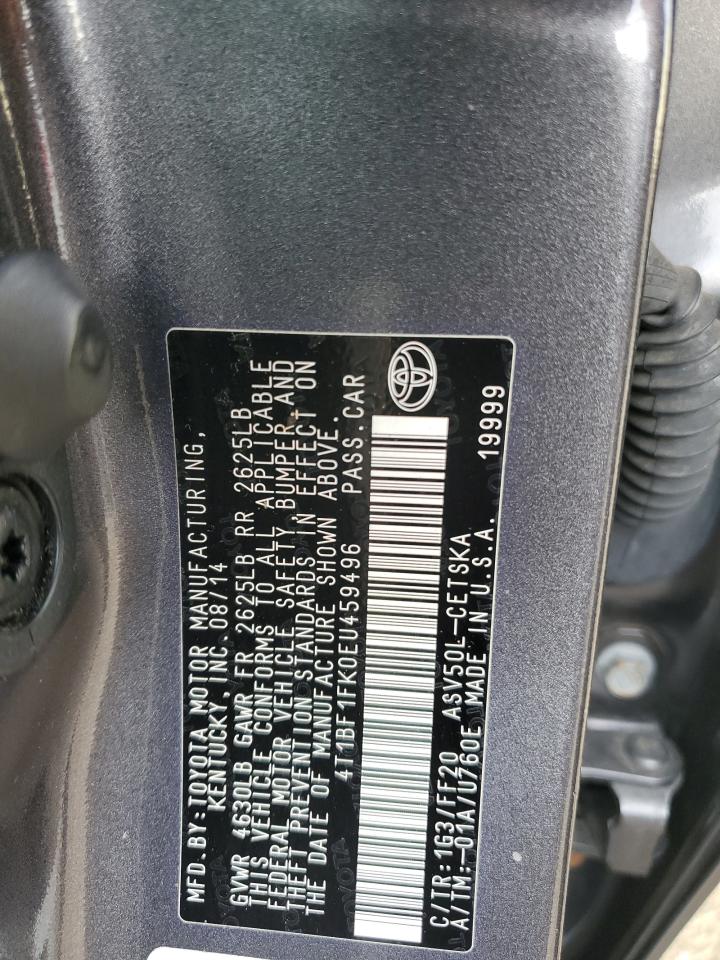 MFD. BY: TOYOTA MOTOR MANUFACTURING,
KENTUCKY, INC. 08/14
GVWR 4630LB GAWR FR 2625LB RR 2625LB
THIS VEHICLE CONFORMS TO ALL APPLICABLE
FEDERAL MOTOR VEHICLE SAFETY, BUMPER, AND
THEFT PREVENTION STANDARDS IN EFFECT ON
THE DATE OF MANUFACTURE SHOWN ABOVE.
4T1BF1FK0EU459496 PASS. CAR
C/TR: 1G3/FF20 ASV50L-CETSKA
A/TM: -01A/U760E MADE IN U.S.A. 19999